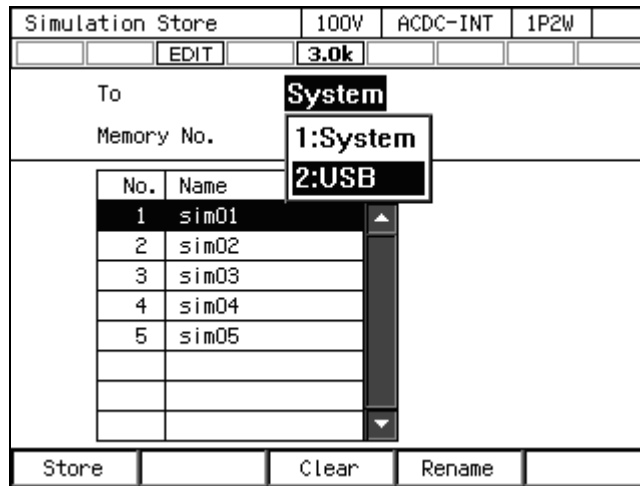 Simulation Store 100V ACDC-INT 1P2W
EDIT 3.0k
To System
1:System
Memory No.
2:USB
No. Name
1 sim01
2 sim02
3 sim03
4 sim04
5 sim05
Store Clear Rename